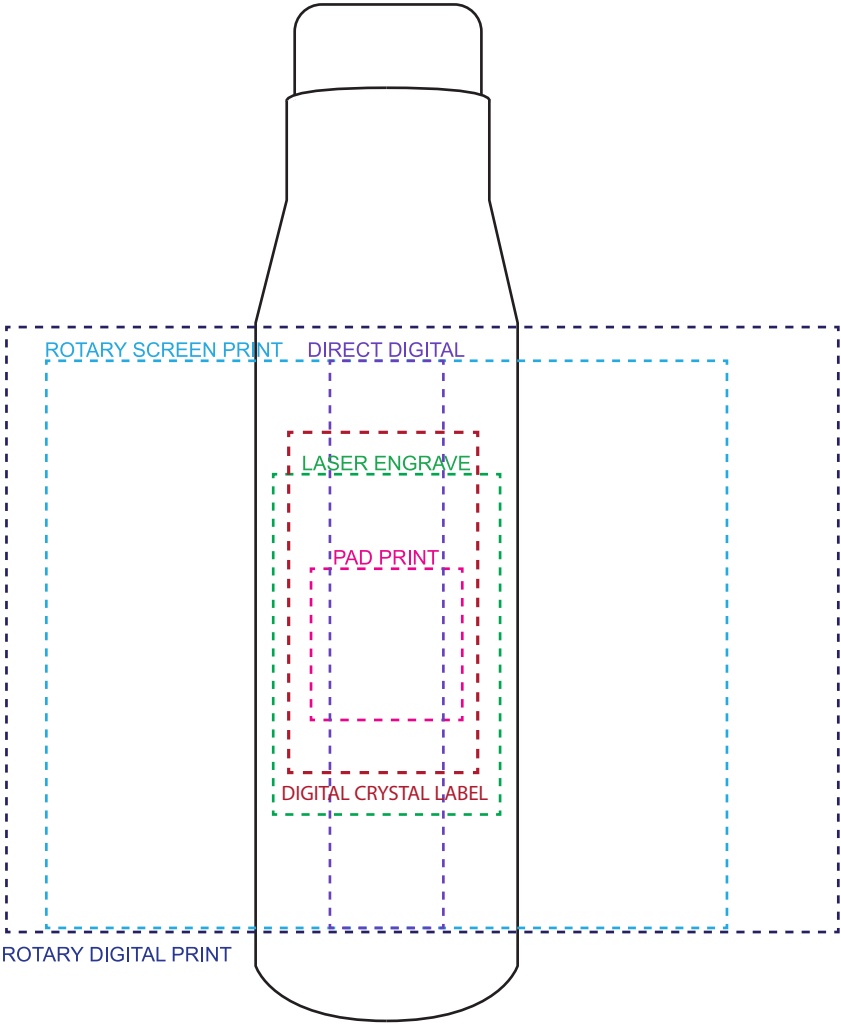 ROTARY SCREEN PRINT
DIRECT DIGITAL
LASER ENGRAVE
PAD PRINT
DIGITAL CRYSTAL LABEL
ROTARY DIGITAL PRINT